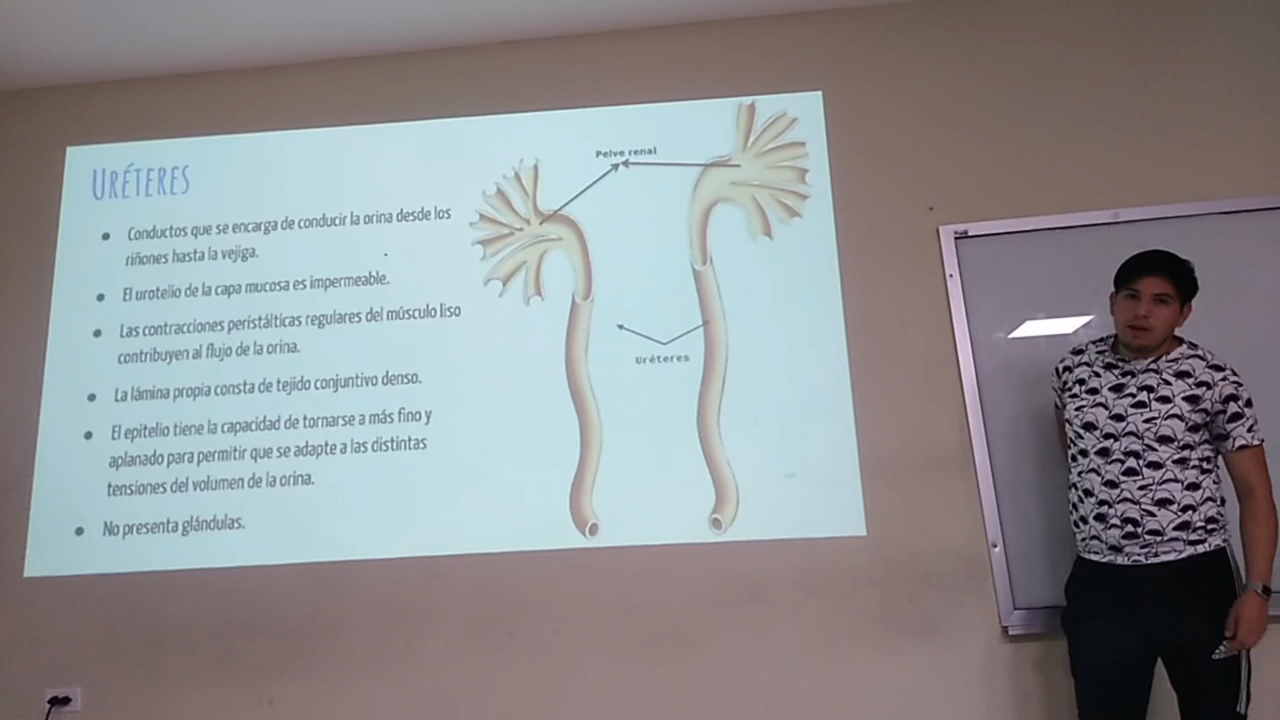 URÉTERES
Conductos que se encarga de conducir la orina desde los
riñones hasta la vejiga.
El urotelio de la capa mucosa es impermeable.
Las contracciones peristálticas regulares del músculo liso
contribuyen al flujo de la orina.
La lámina propia consta de tejido conjuntivo denso.
El epitelio tiene la capacidad de tornarse a más fino y
aplanado para permitir que se adapte a las distintas
tensiones del volumen de la orina.
No presenta glándulas.
Pelve renal
Uréteres